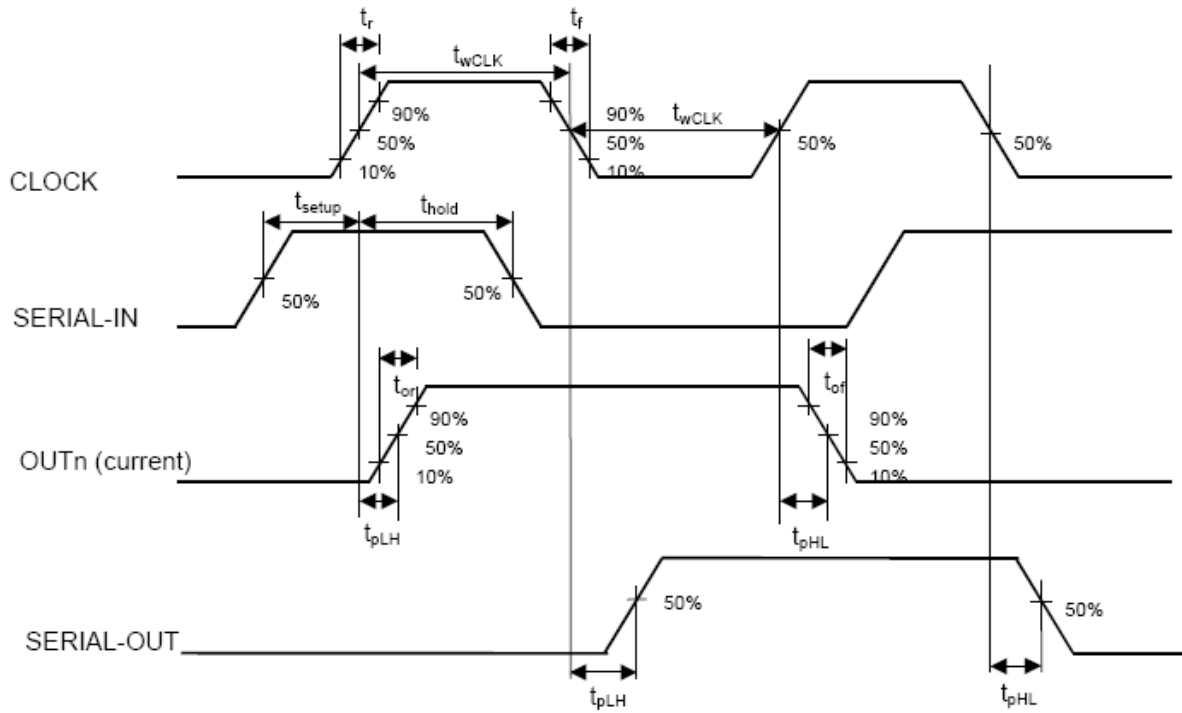 tr
tf
twCLK
90%
50%
10%
90%
50%
10%
twCLK
50%
50%
CLOCK
tsetup
thold
50%
50%
SERIAL-IN
tor
tof
90%
50%
10%
90%
50%
10%
OUTn (current)
tpLH
tpHL
50%
50%
SERIAL-OUT
tpLH
tpHL